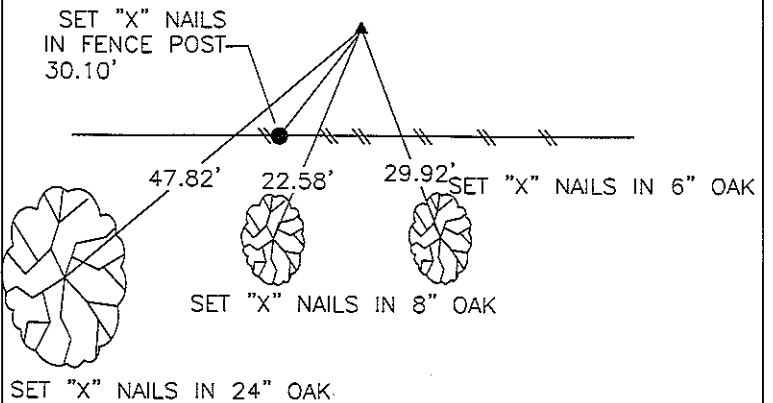 SET "X" NAILS
IN FENCE POST
30.10'
47.82'
22.58'
29.92'
SET "X" NAILS IN 6" OAK
SET "X" NAILS IN 8" OAK
SET "X" NAILS IN 24" OAK